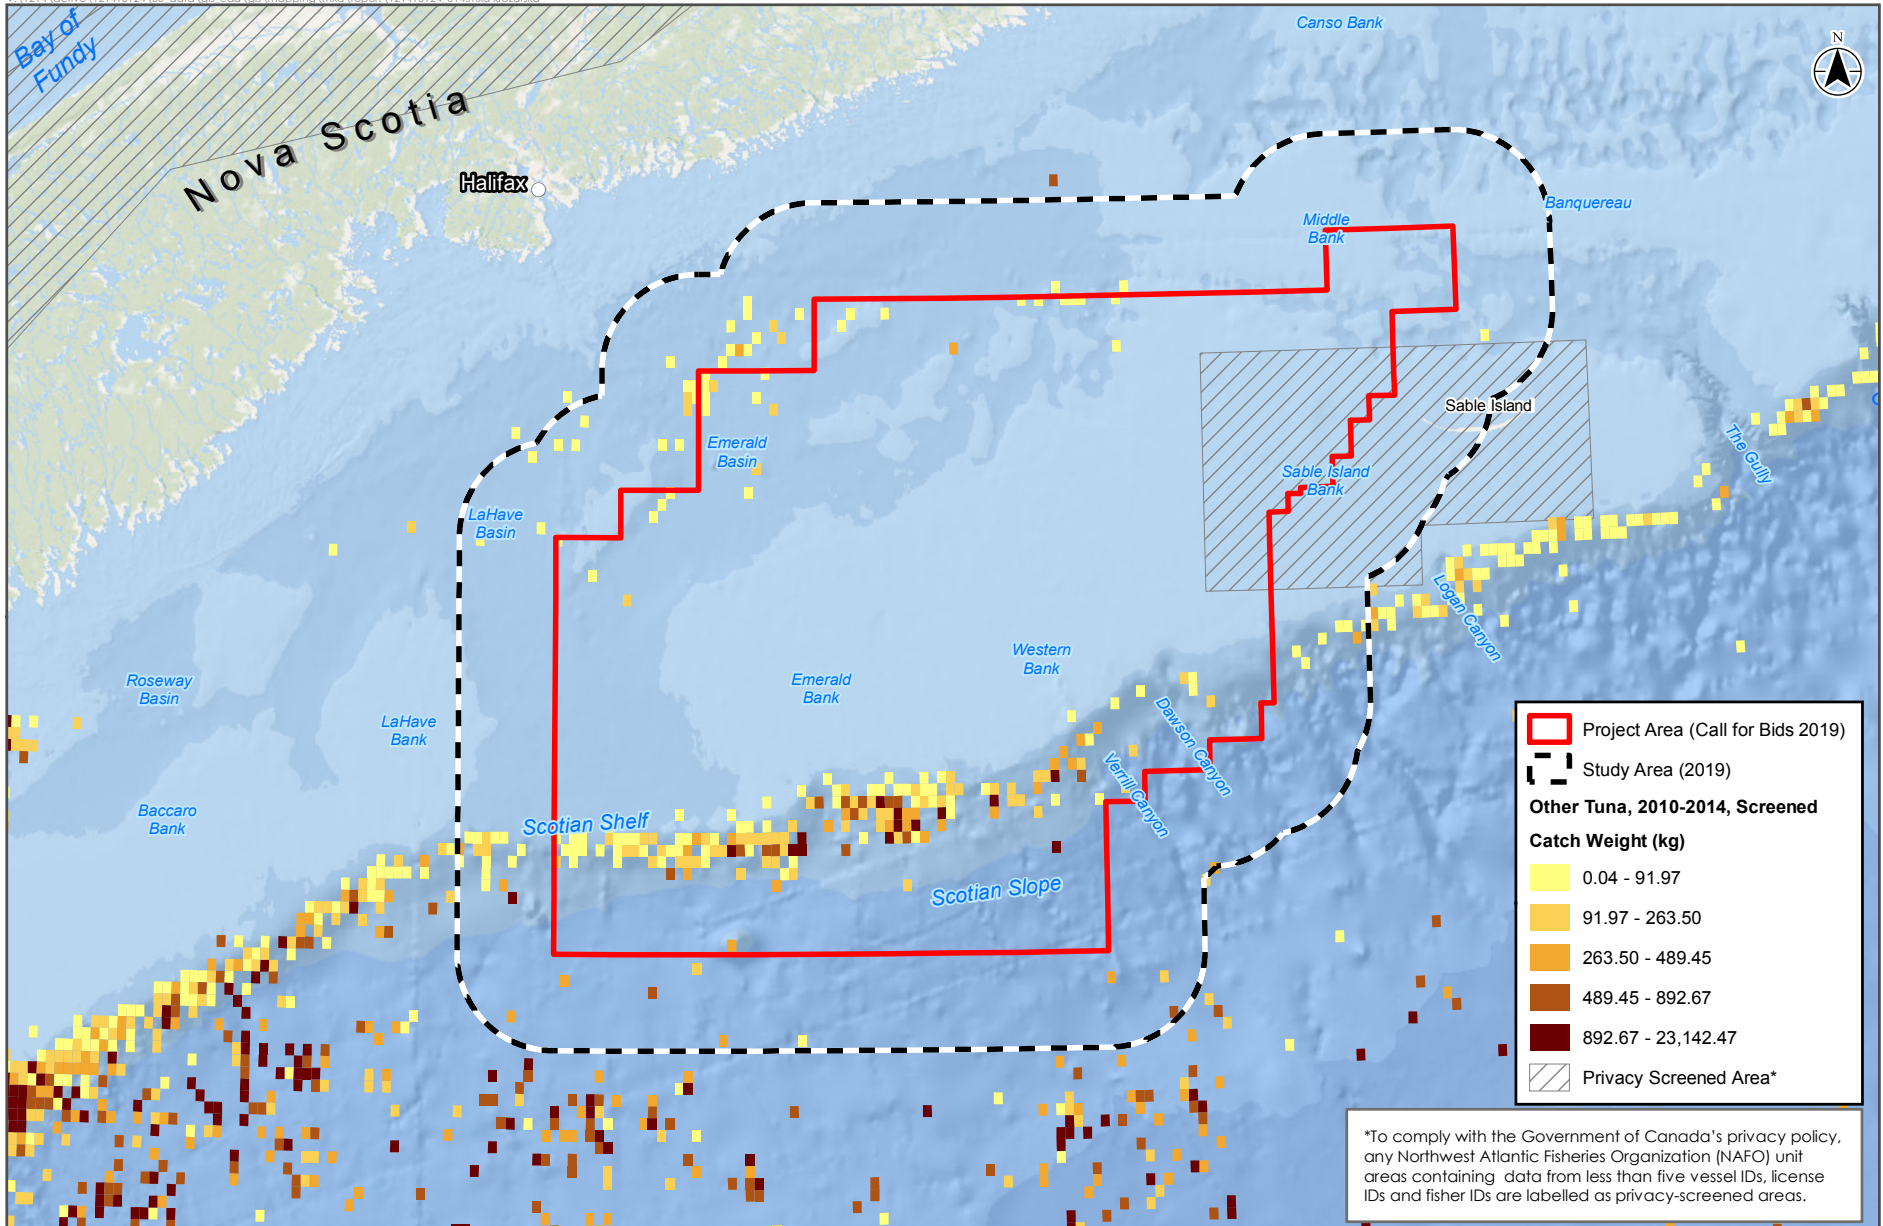 Canso Bank
Bay of
Fundy
N
Nova Scotia
Halifax
Banquereau
Middle
Bank
Sable Island
Emerald
Basin
The Gully
Sable Island
Bank
LaHave
Basin
Logan Canyon
Western
Bank
Roseway
Basin
Emerald
Bank
LaHave
Bank
Dawson Canyon
Verrill Canyon
Baccaro
Bank
Scotian Shelf
Scotian Slope
Project Area (Call for Bids 2019)
Study Area (2019)
Other Tuna, 2010-2014, Screened
Catch Weight (kg)
0.04 - 91.97
91.97 - 263.50
263.50 - 489.45
489.45 - 892.67
892.67 - 23,142.47
Privacy Screened Area*
*To comply with the Government of Canada's privacy policy,
any Northwest Atlantic Fisheries Organization (NAFO) unit
areas containing data from less than five vessel IDs, license
IDs and fisher IDs are labelled as privacy-screened areas.